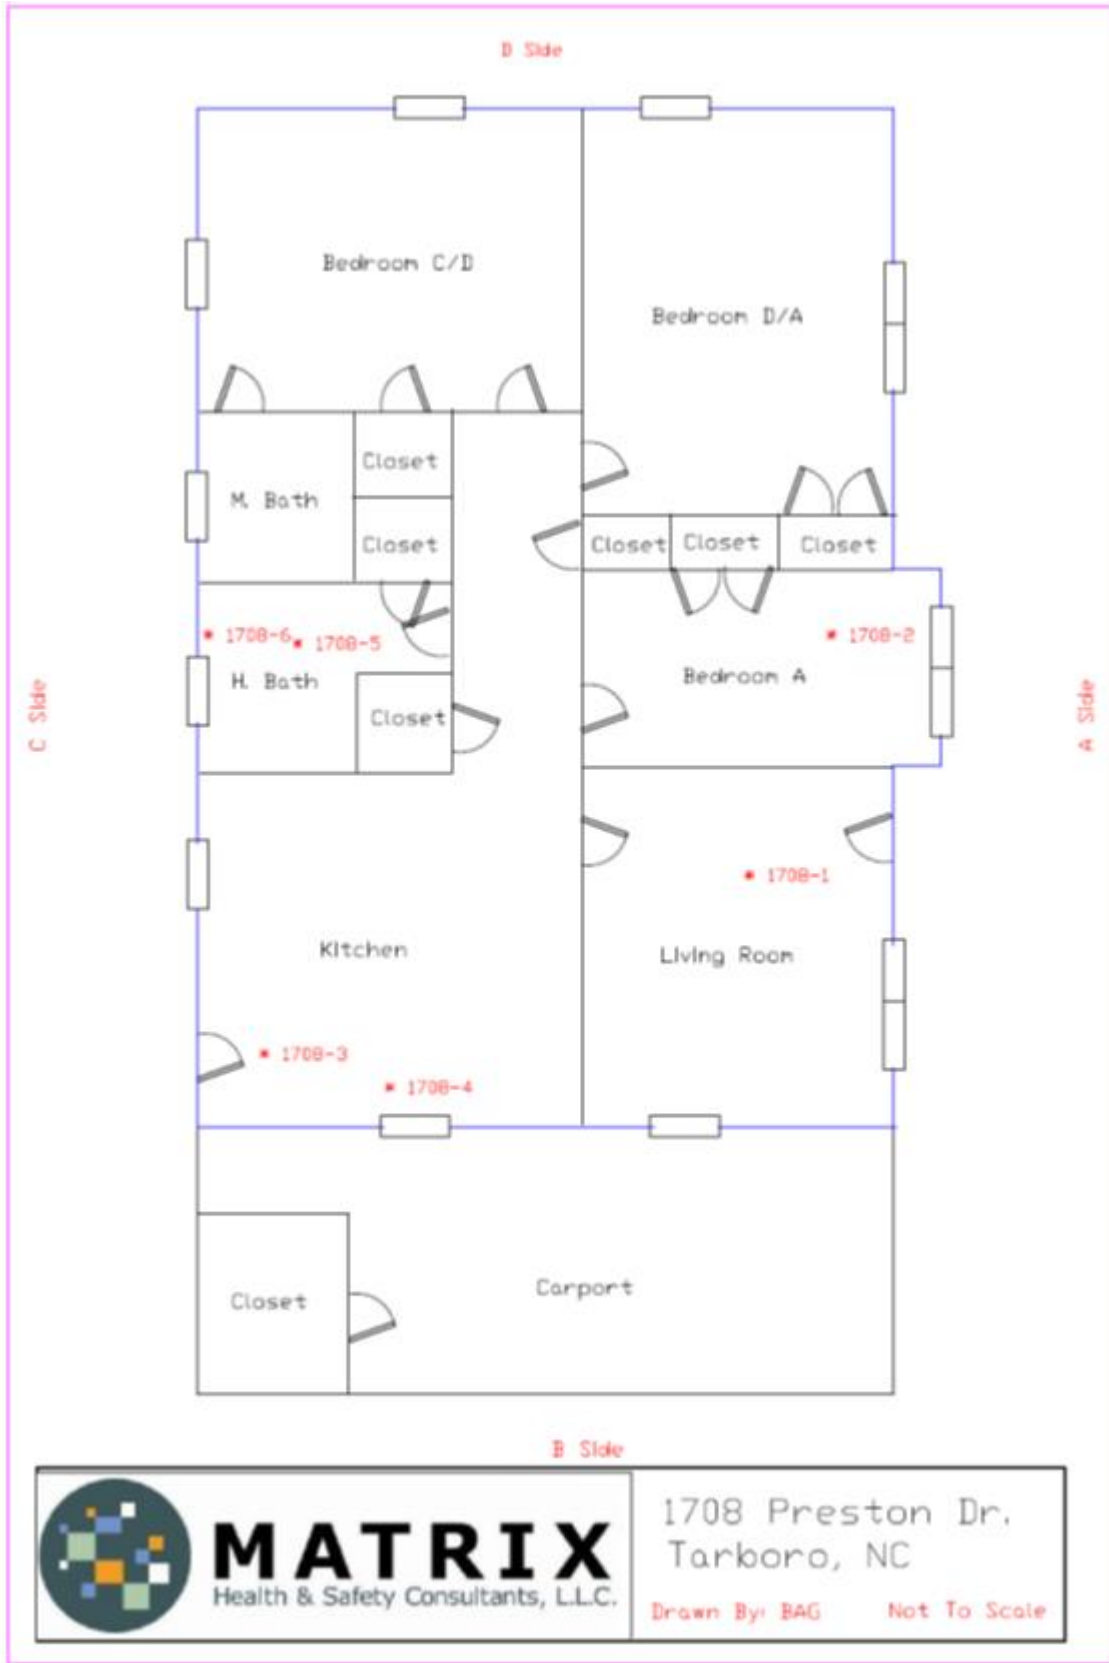 D Side
Bedroom C/D
Bedroom D/A
Closet
M. Bath
Closet
Closet
Closet
Closet
1708-6
1708-5
1708-2
H. Bath
Bedroom A
C Side
A Side
Closet
1708-1
Kitchen
Living Room
1708-3
1708-4
Carport
Closet
B Side
MATRIX
Health & Safety Consultants, L.L.C.
1708 Preston Dr.
Tarboro, NC
Drawn By: BAG Not To Scale